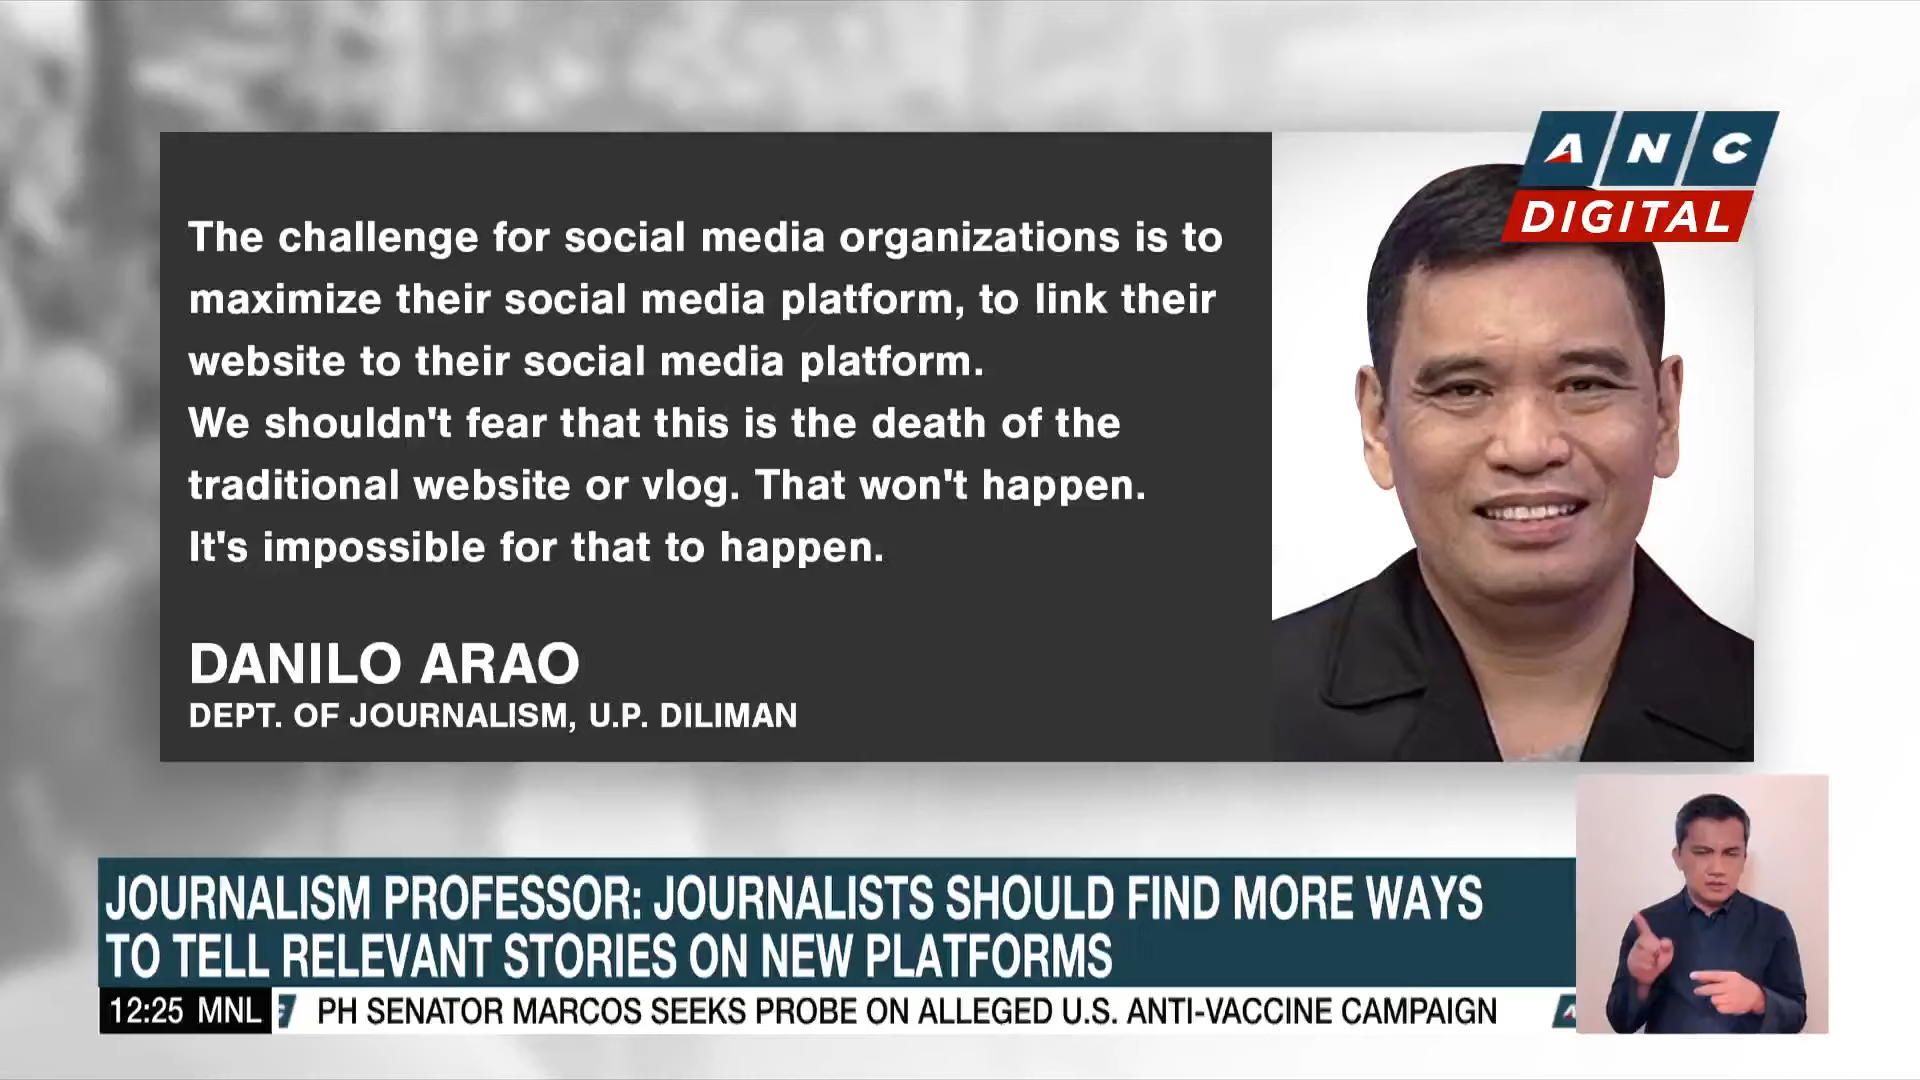 ANC
DIGITAL
The challenge for social media organizations is to
maximize their social media platform, to link their
website to their social media platform.
We shouldn't fear that this is the death of the
traditional website or vlog. That won't happen.
It's impossible for that to happen.
DANILO ARAO
DEPT. OF JOURNALISM, U.P. DILIMAN
JOURNALISM PROFESSOR: JOURNALISTS SHOULD FIND MORE WAYS
TO TELL RELEVANT STORIES ON NEW PLATFORMS
12:25 MNL PH SENATOR MARCOS SEEKS PROBE ON ALLEGED U.S. ANTI-VACCINE CAMPAIGN